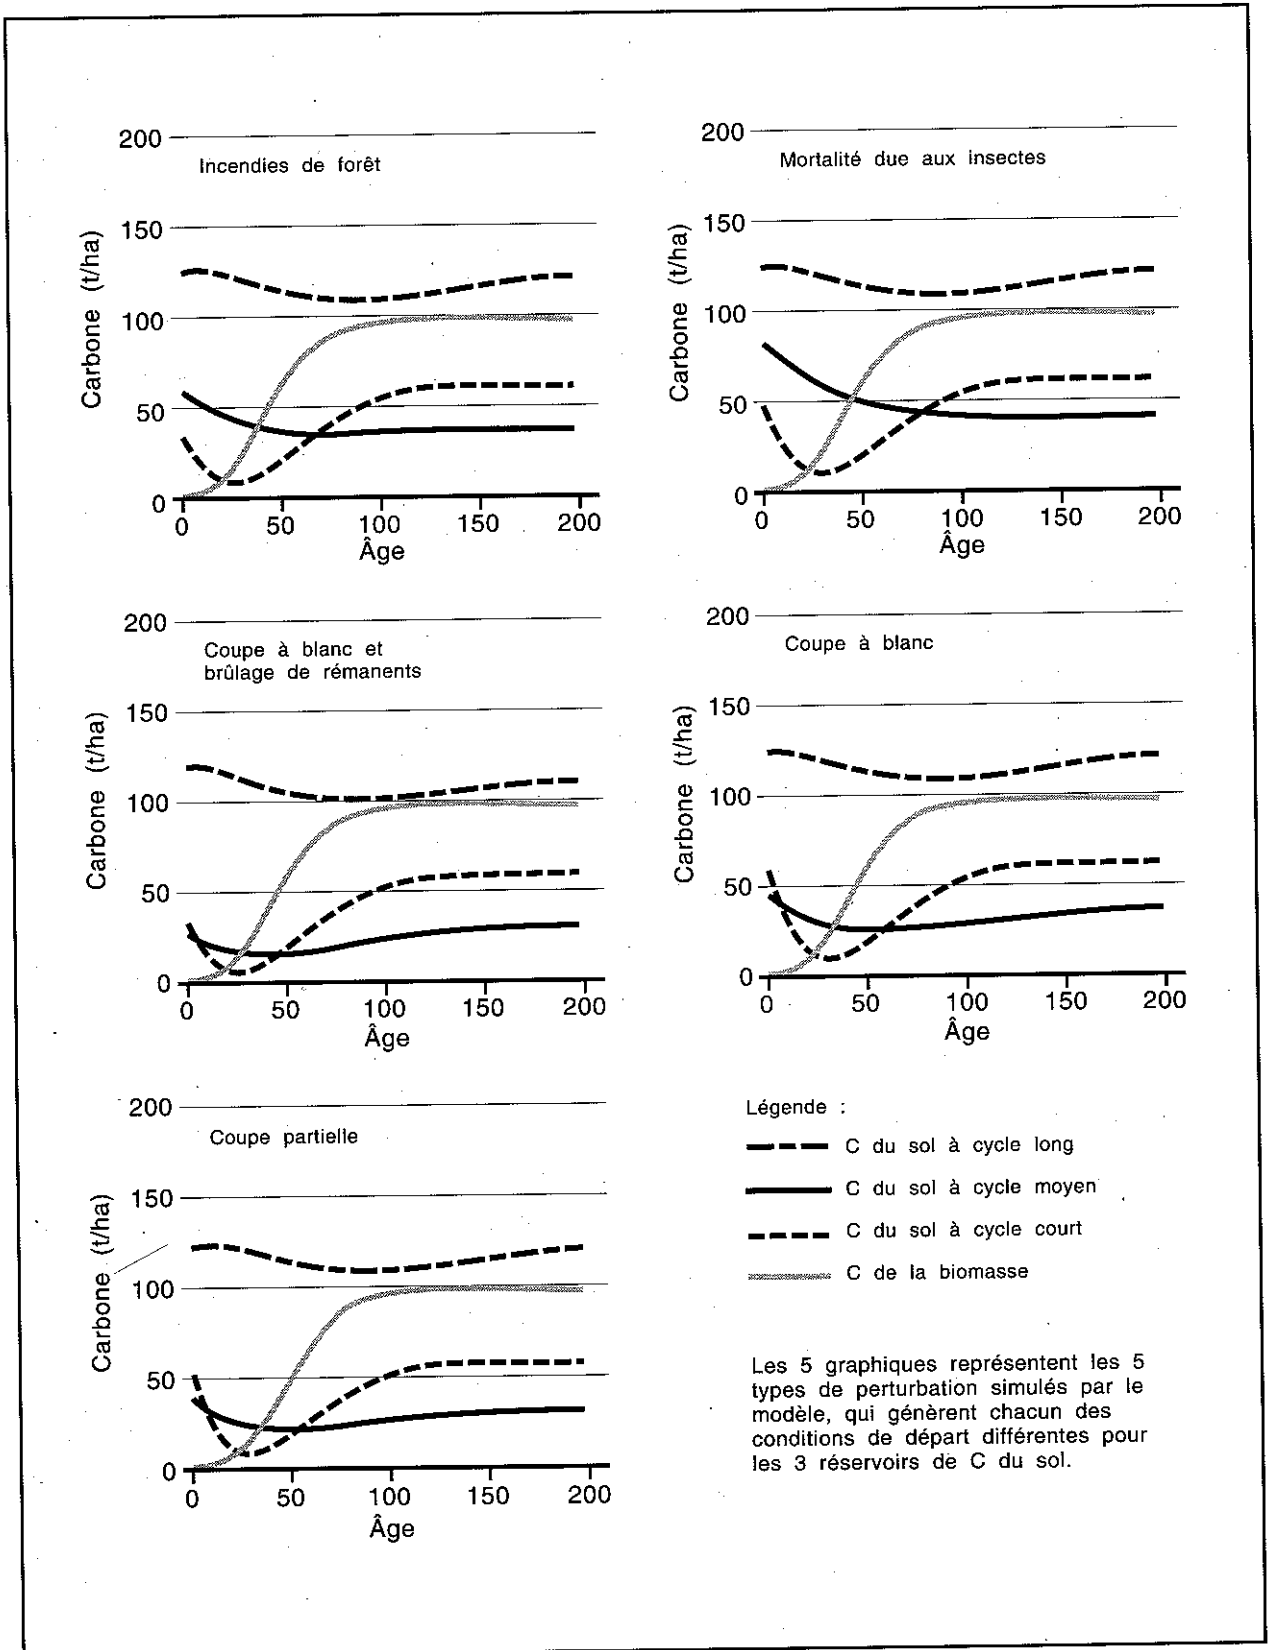 Incendies de forêt
Carbone (t/ha)
200
150
100
50
0
0 50 100 150 200
Âge
Mortalité due aux insectes
Carbone (t/ha)
200
150
100
50
0
0 50 100 150 200
Âge
Coupe à blanc et
brûlage de rémanents
Carbone (t/ha)
200
150
100
50
0
0 50 100 150 200
Âge
Coupe à blanc
Carbone (t/ha)
200
150
100
50
0
0 50 100 150 200
Âge
Coupe partielle
Carbone (t/ha)
200
150
100
50
0
0 50 100 150 200
Âge
Légende :
C du sol à cycle long
C du sol à cycle moyen
C du sol à cycle court
C de la biomasse
Les 5 graphiques représentent les 5
types de perturbation simulés par le
modèle, qui génèrent chacun des
conditions de départ différentes pour
les 3 réservoirs de C du sol.